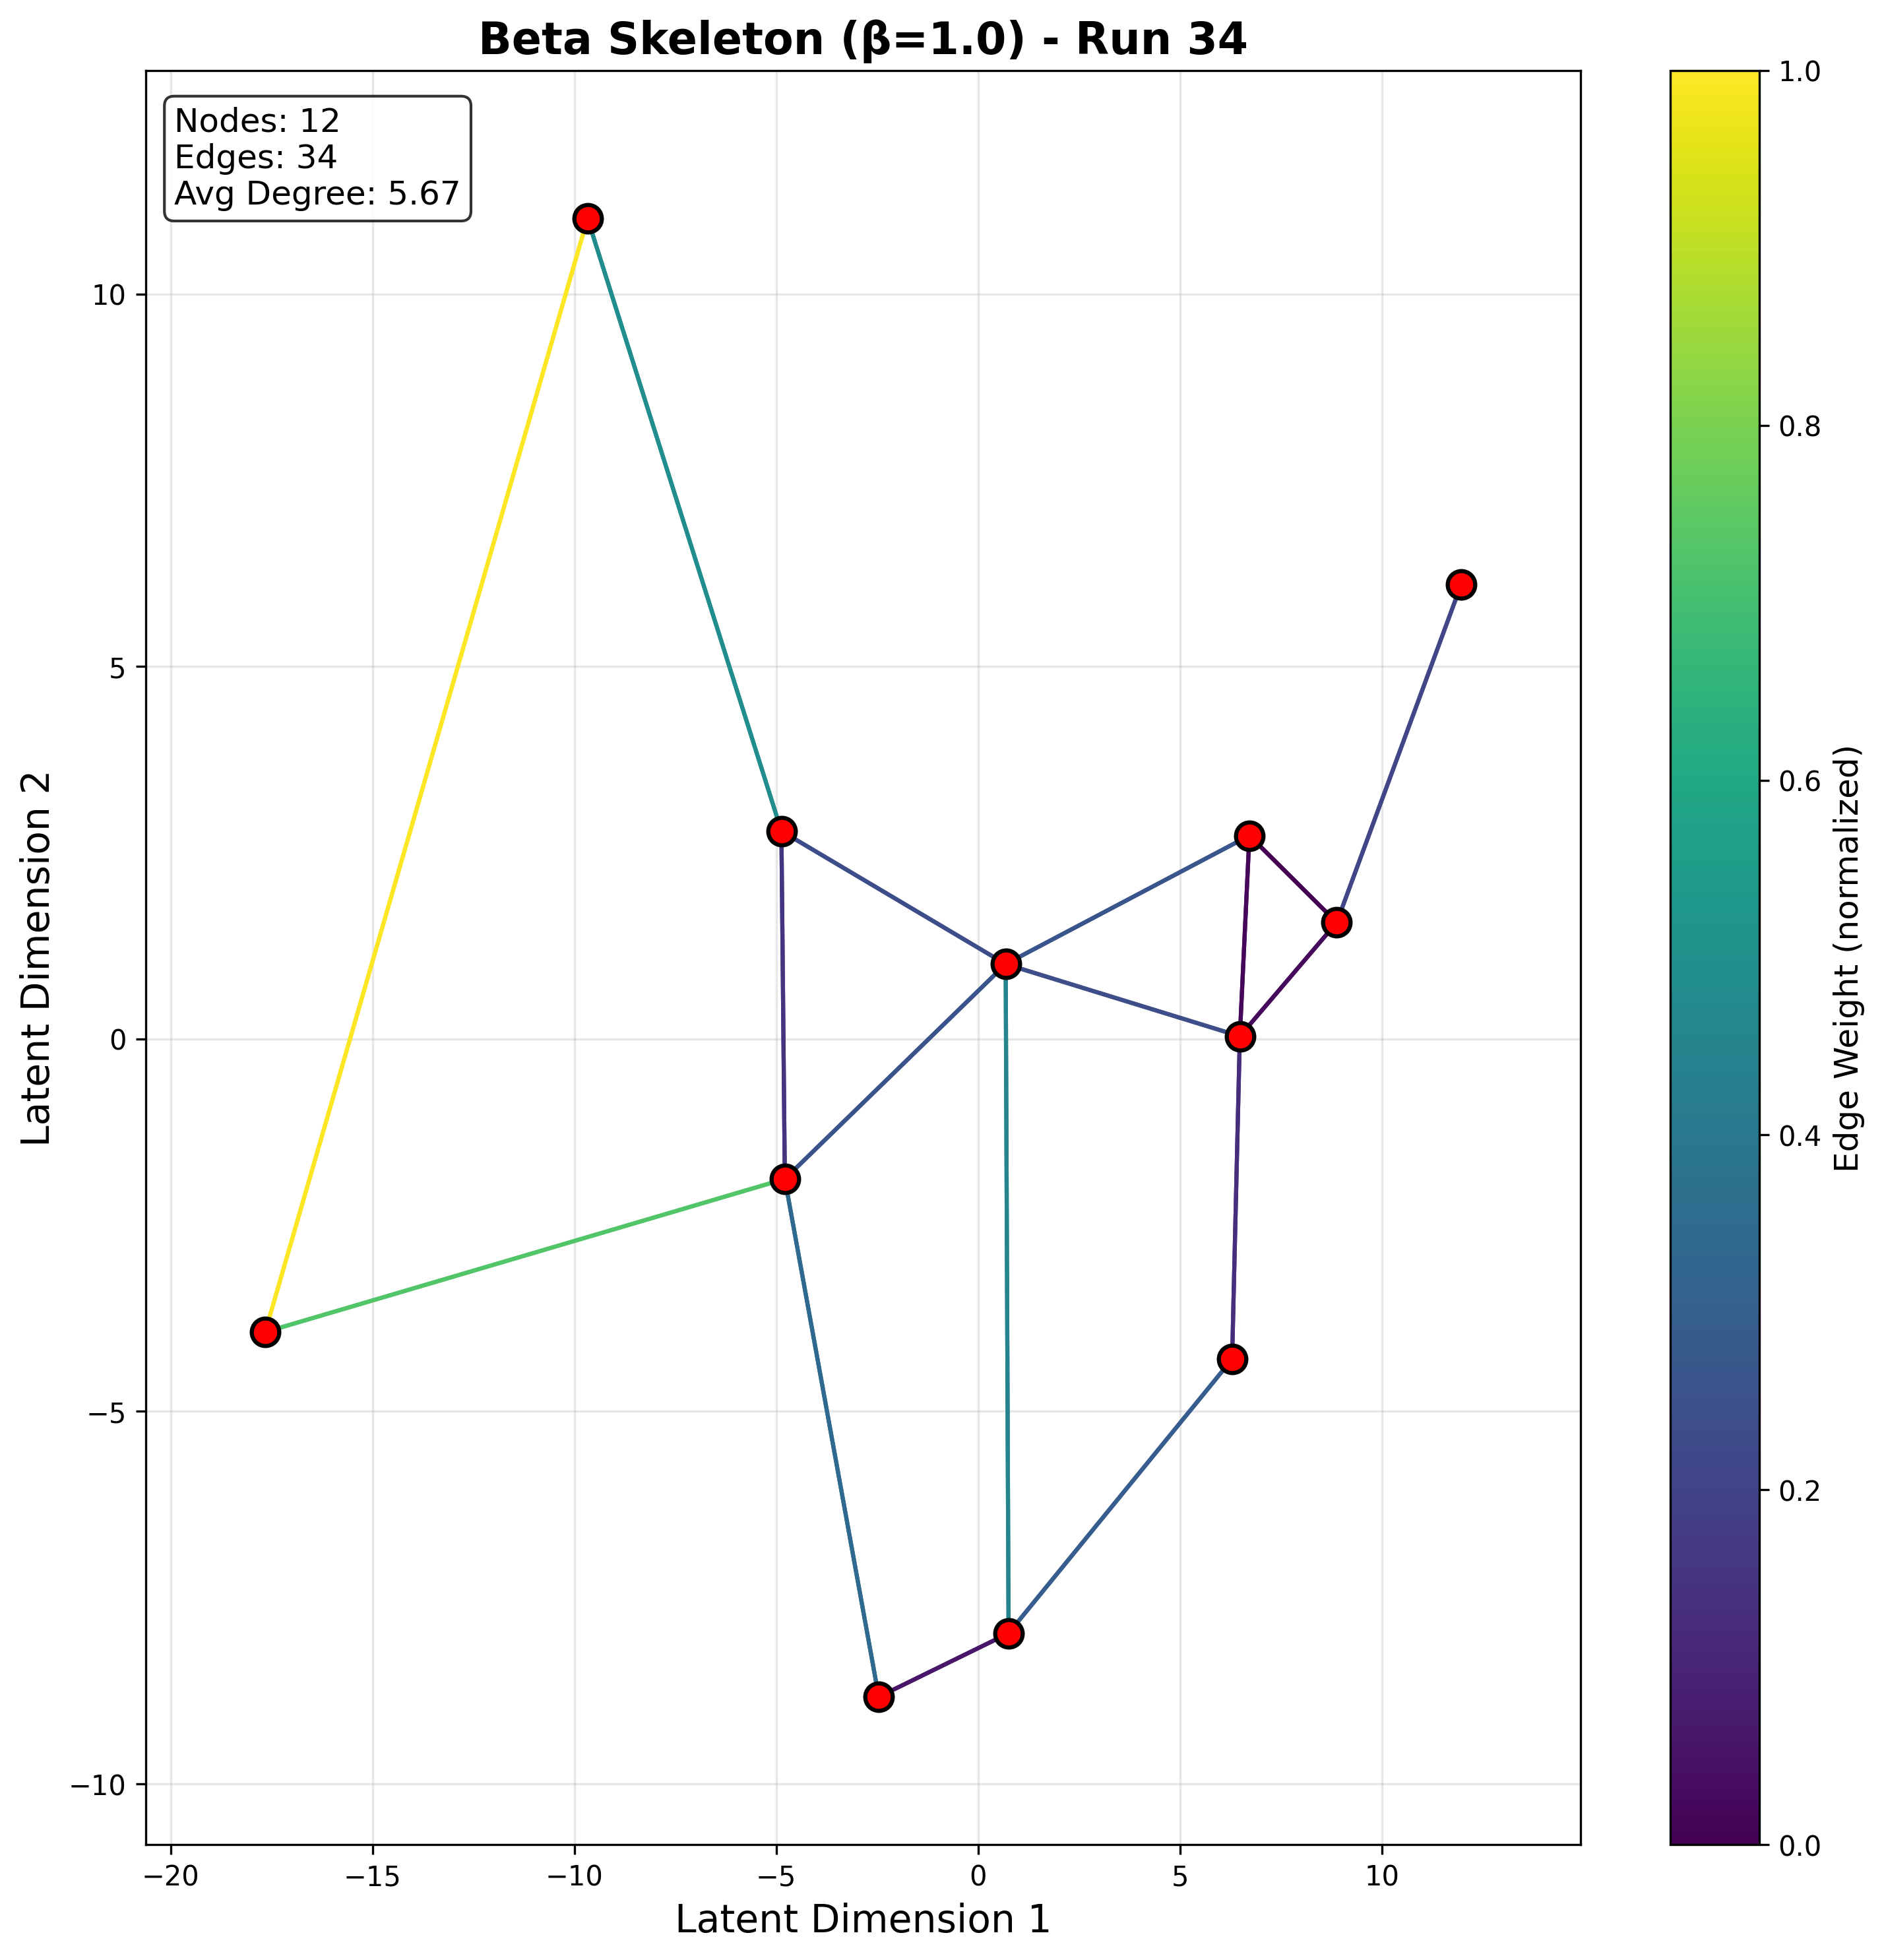 Beta Skeleton (β=1.0) - Run 34
Nodes: 12
Edges: 34
Avg Degree: 5.67
10
5
0
−5
−10
Latent Dimension 2
−20
−15
−10
−5
0
5
10
Latent Dimension 1
1.0
0.8
0.6
0.4
0.2
0.0
Edge Weight (normalized)